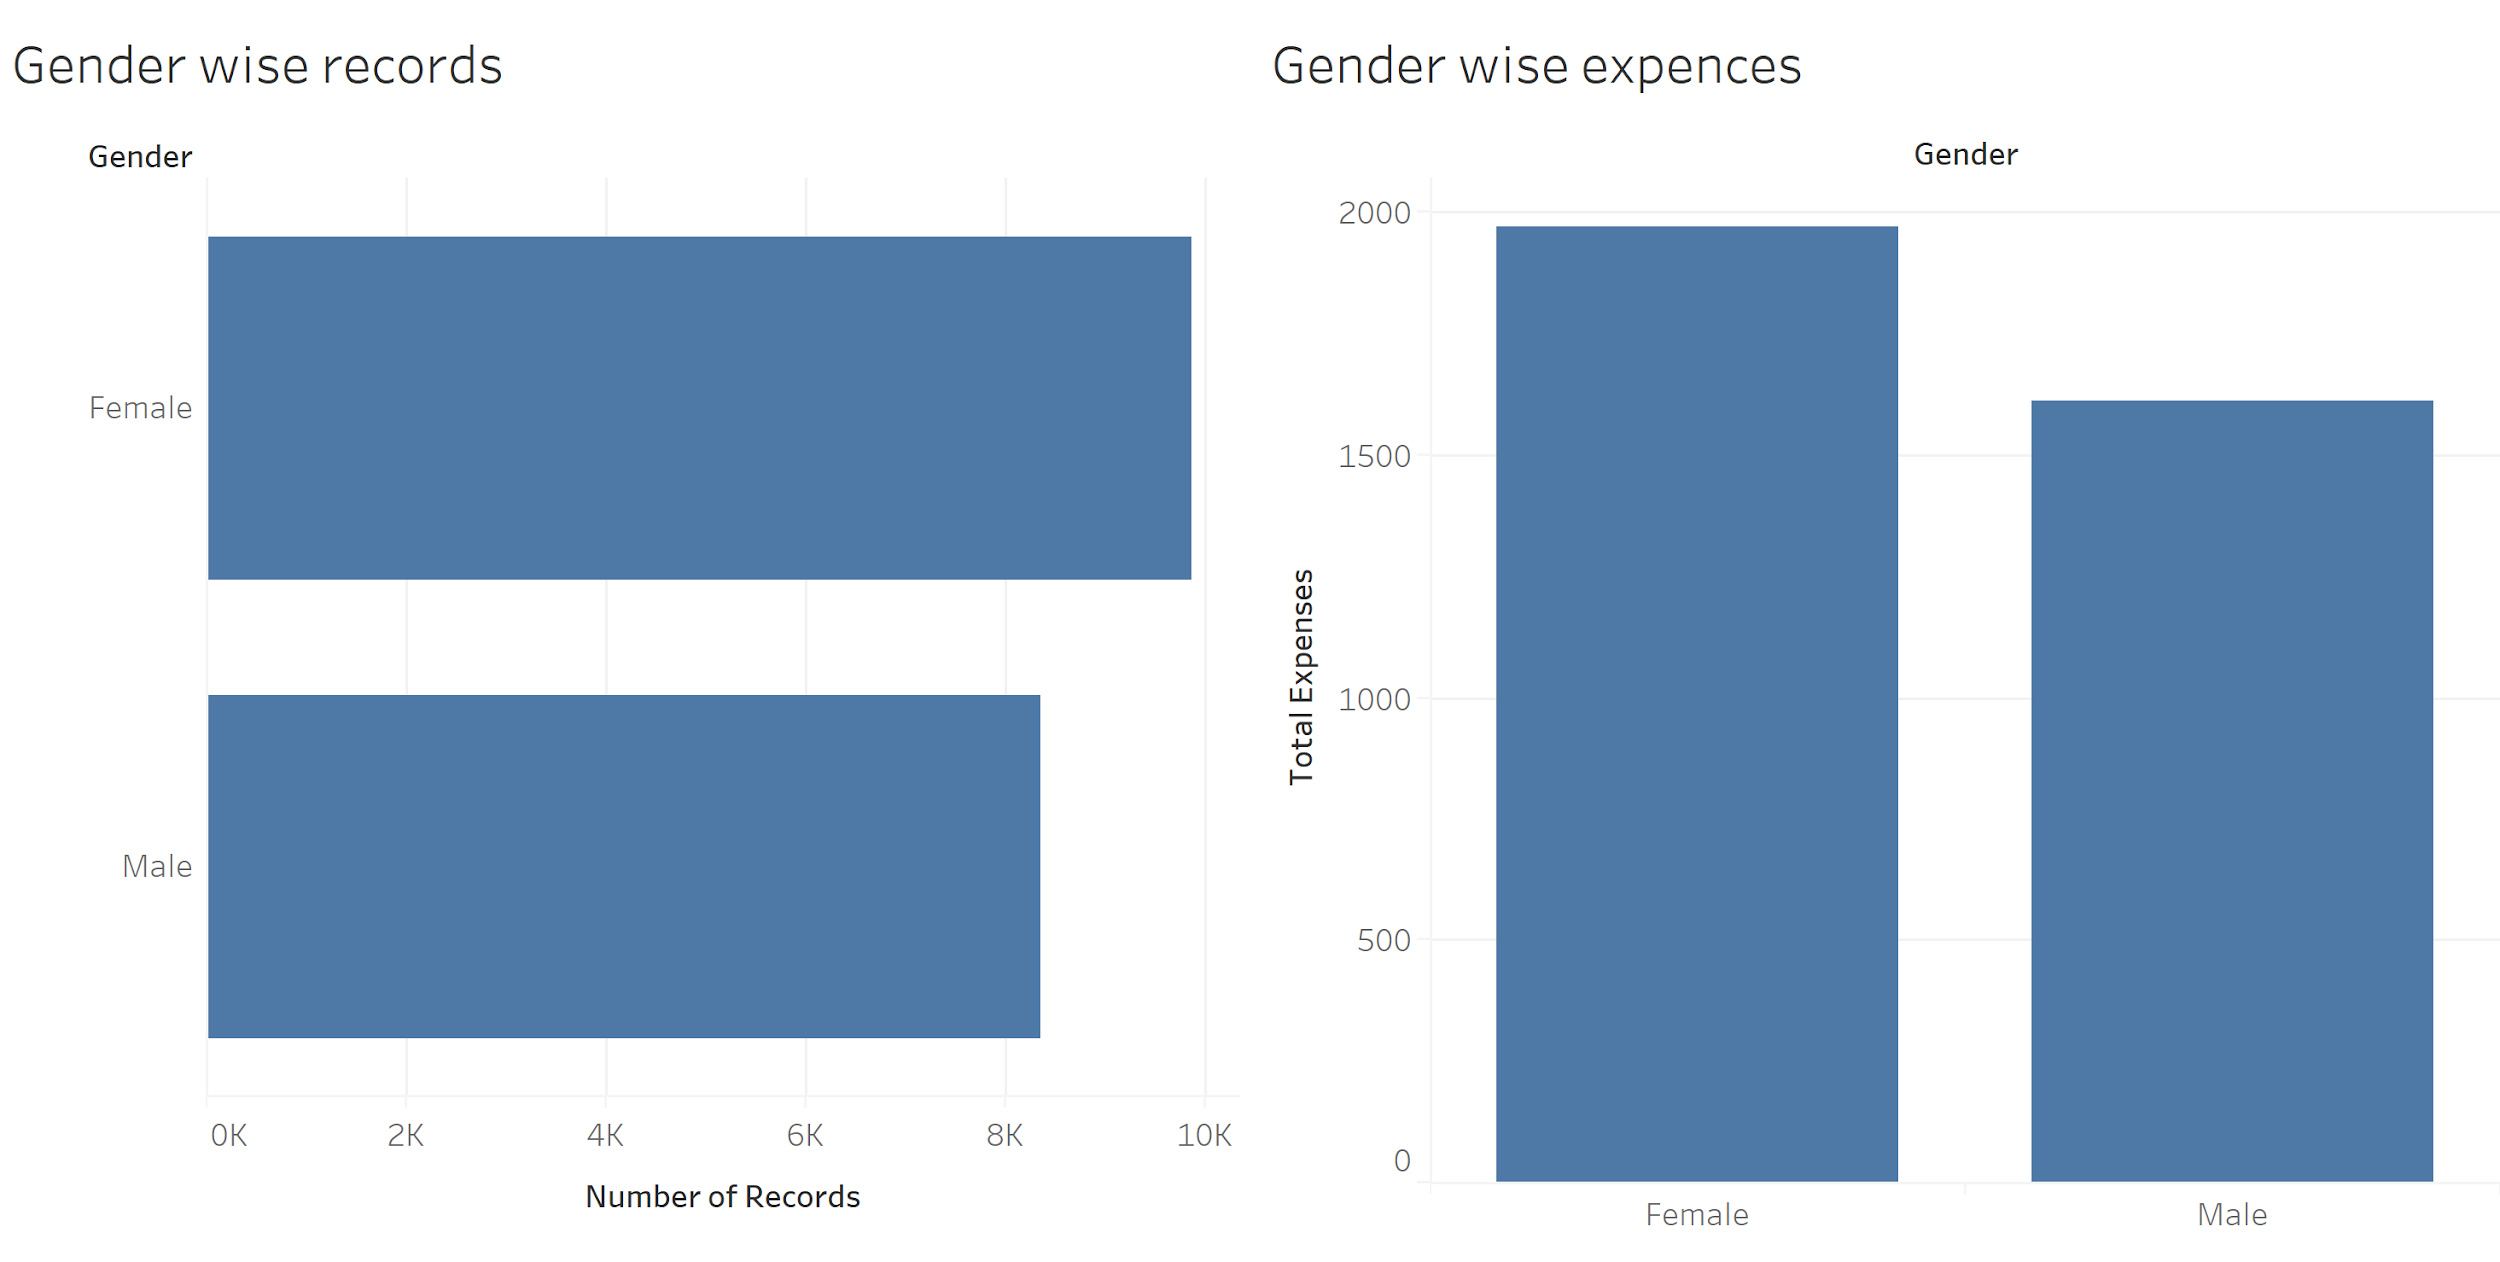 Gender wise records
Gender
Female
Male
0K 2K 4K 6K 8K 10K
Number of Records
Gender wise expences
Gender
Total Expenses
2000
1500
1000
500
0
Female Male